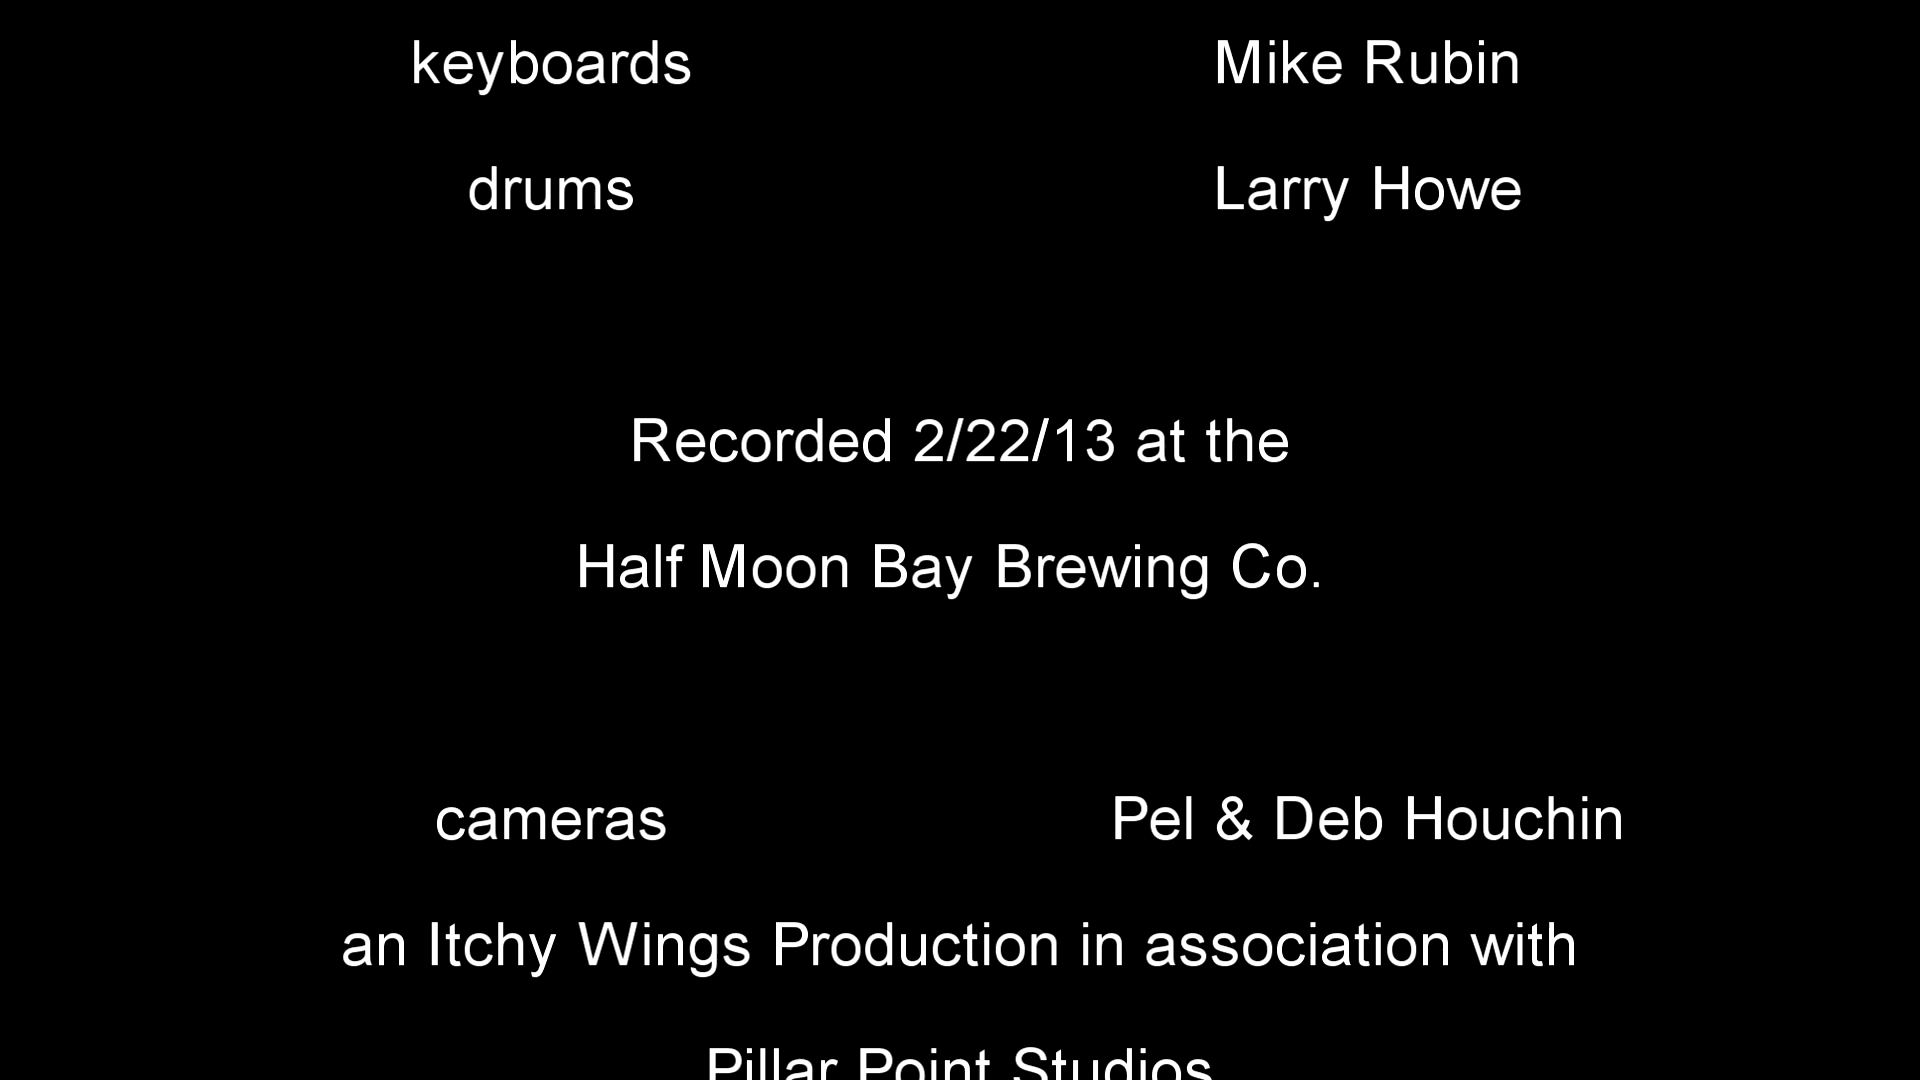 keyboards Mike Rubin
drums Larry Howe
Recorded 2/22/13 at the
Half Moon Bay Brewing Co.
cameras Pel & Deb Houchin
an Itchy Wings Production in association with
Pillar Point Studios